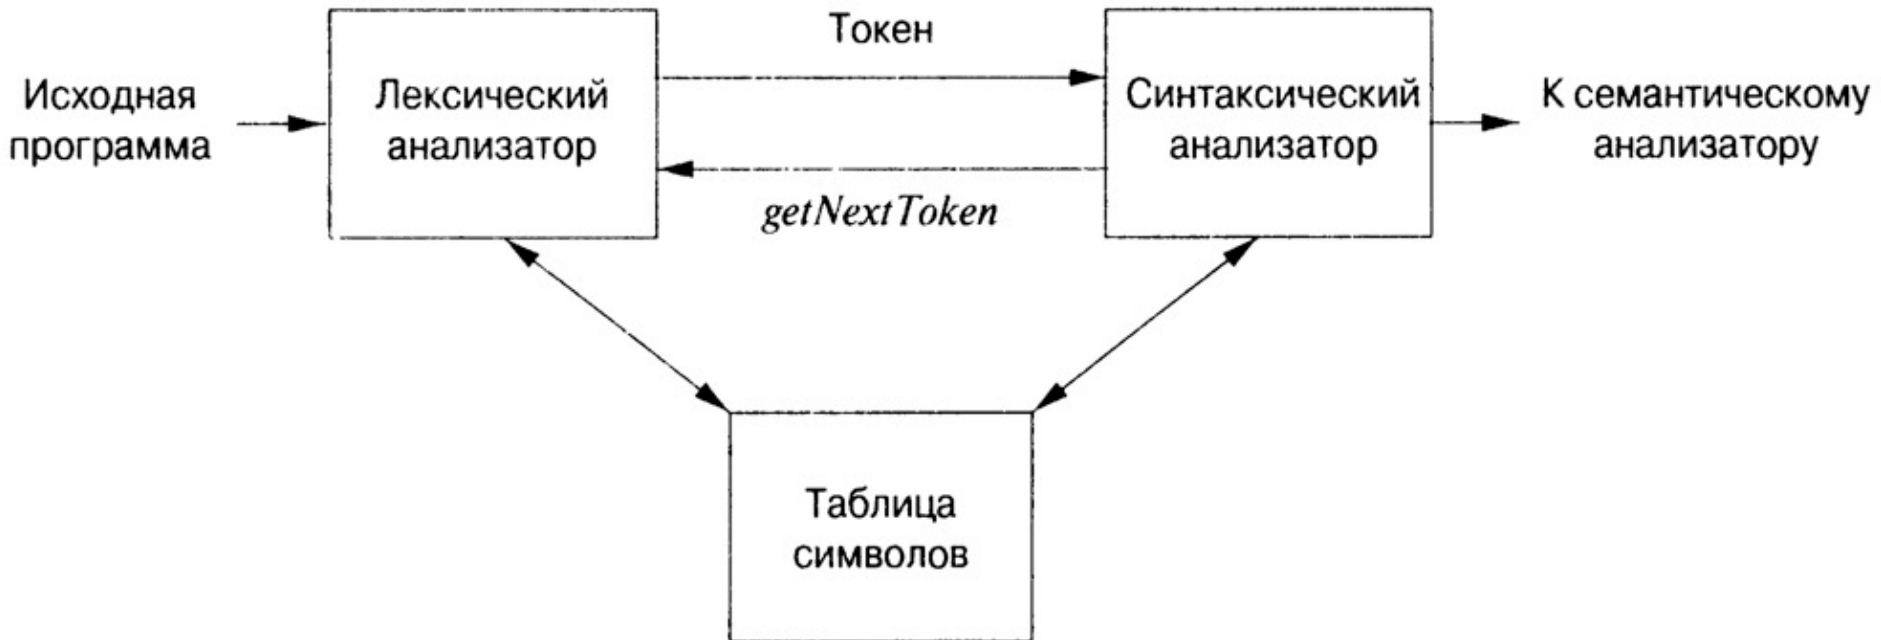 Исходная
программа
Лексический
анализатор
Токен
getNextToken
Синтаксический
анализатор
К семантическому
анализатору
Таблица
символов